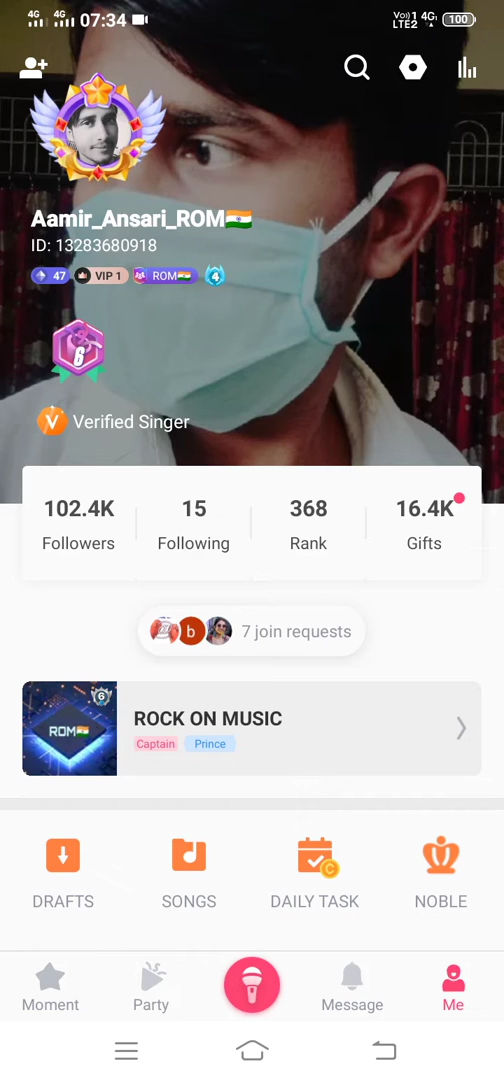 4G 4G 07:34 Vo) 1 4G LTE2 100
Aamir_Ansari_ROM🇮🇳
ID: 13283680918
47 VIP 1 ROM🇮🇳 4
6
V Verified Singer
102.4K 15 368 16.4K
Followers Following Rank Gifts
b 7 join requests
6
ROM🇮🇳
ROCK ON MUSIC
Captain Prince
C
DRAFTS SONGS DAILY TASK NOBLE
Moment Party Message Me